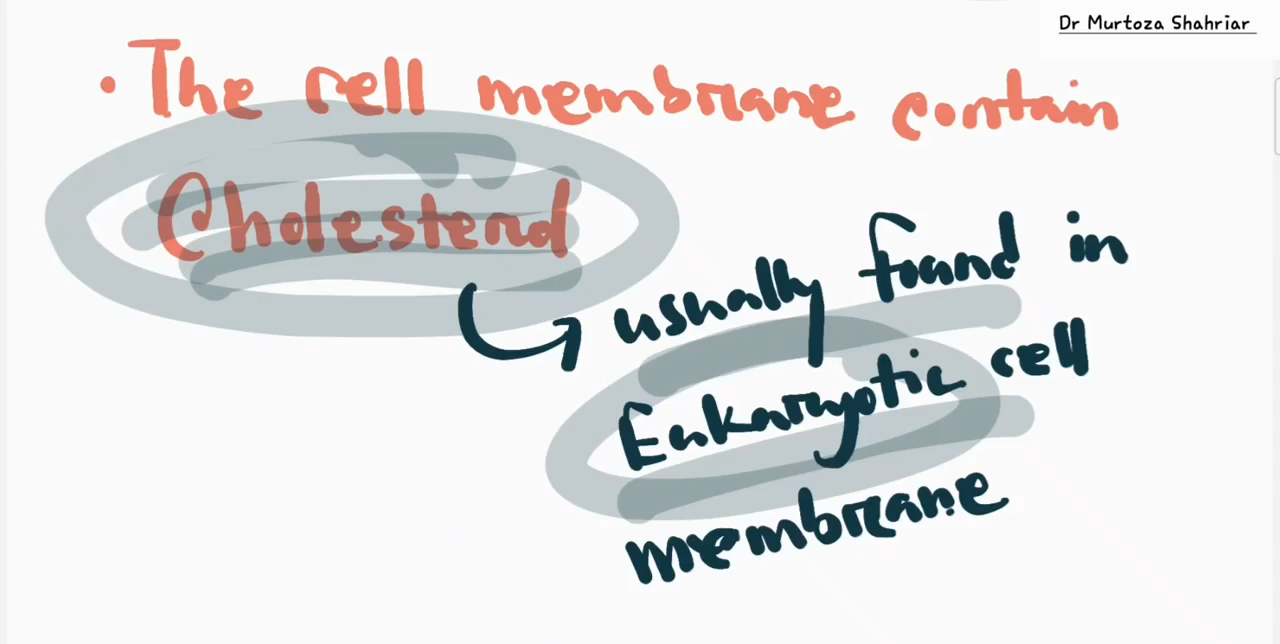 Dr Murtoza Shahriar
• The cell membrane contain
Cholesterol
usually found in
Eukaryotic cell
membrane